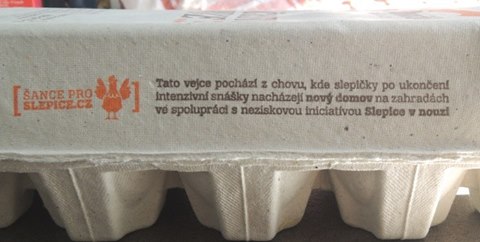 ŠANCE PRO
SLEPICE.CZ
Tato vejce pochází z chovu, kde slepičky po ukončení
intenzivní snášky nacházejí nový domov na zahradách
ve spolupráci s neziskovou iniciativou Slepice v nouzi